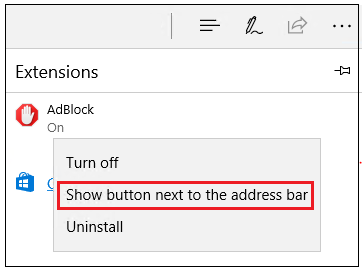 Extensions
AdBlock
On
Turn off
Show button next to the address bar
Uninstall